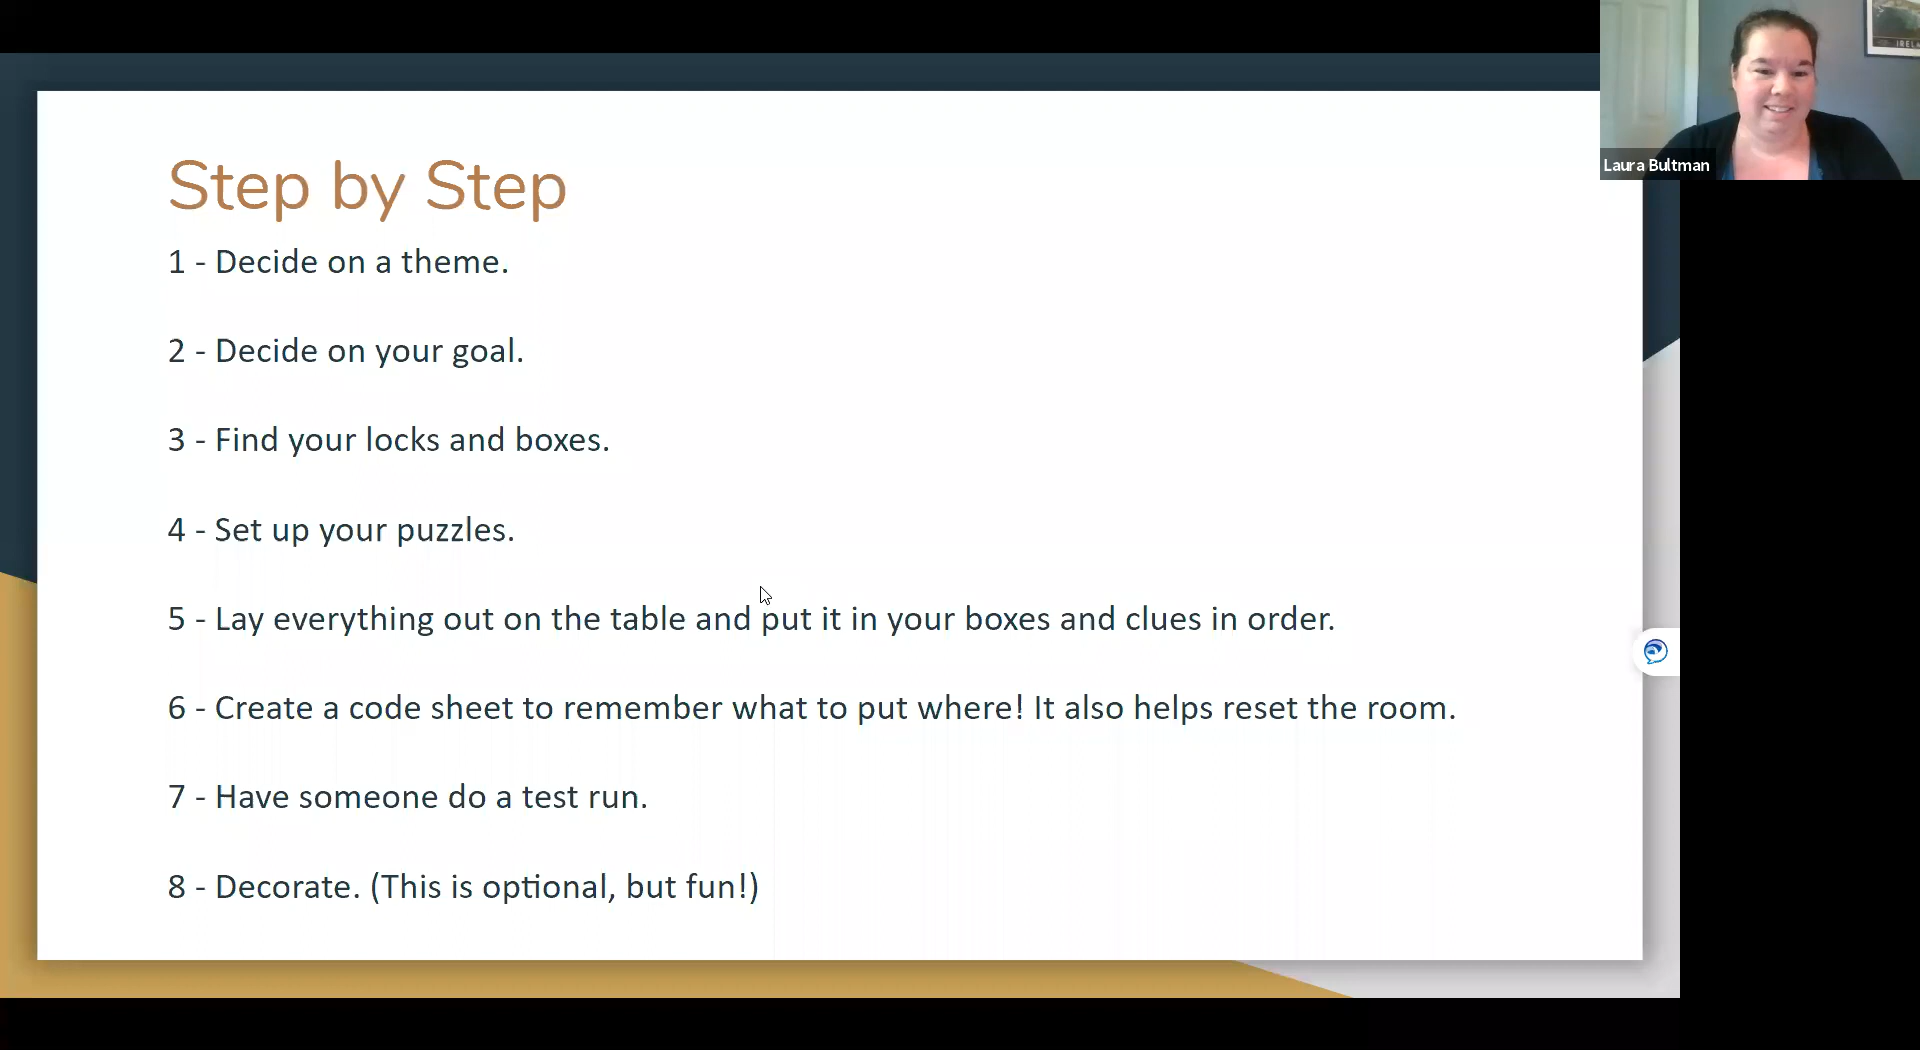 Step by Step
1 - Decide on a theme.
2 - Decide on your goal.
3 - Find your locks and boxes.
4 - Set up your puzzles.
5 - Lay everything out on the table and put it in your boxes and clues in order.
6 - Create a code sheet to remember what to put where! It also helps reset the room.
7 - Have someone do a test run.
8 - Decorate. (This is optional, but fun!)
Laura Bultman